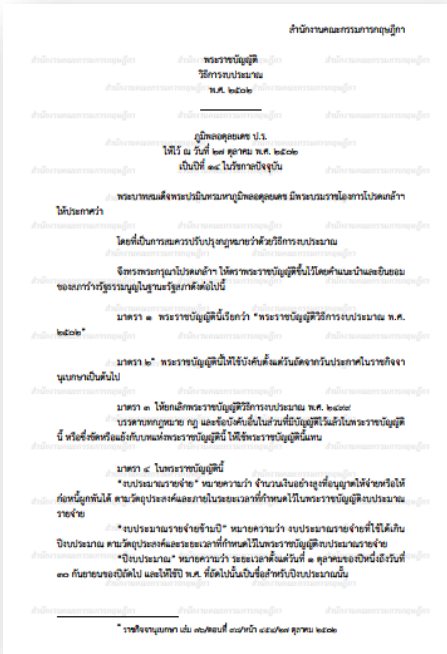 สำนักงานคณะกรรมการกฤษฎีกา
พระราชบัญญัติ
วิธีการงบประมาณ
พ.ศ. ๒๕๐๒
ภูมิพลอดุลยเดช ป.ร.
ให้ไว้ ณ วันที่ ๒๗ ตุลาคม พ.ศ. ๒๕๐๒
เป็นปีที่ ๑๔ ในรัชกาลปัจจุบัน
พระบาทสมเด็จพระปรมินทรมหาภูมิพลอดุลยเดช มีพระบรมราชโองการโปรดเกล้าฯ
ให้ประกาศว่า
โดยที่เป็นการสมควรปรับปรุงกฎหมายว่าด้วยวิธีการงบประมาณ
จึงทรงพระกรุณาโปรดเกล้าฯ ให้ตราพระราชบัญญัติขึ้นไว้โดยคำแนะนำและยินยอม
ของสภาร่างรัฐธรรมนูญในฐานะรัฐสภาดังต่อไปนี้
มาตรา ๑ พระราชบัญญัตินี้เรียกว่า “พระราชบัญญัติวิธีการงบประมาณ พ.ศ.
๒๕๐๒”
มาตรา ๒* พระราชบัญญัตินี้ให้ใช้บังคับตั้งแต่วันถัดจากวันประกาศในราชกิจจา
นุเบกษาเป็นต้นไป
มาตรา ๓ ให้ยกเลิกพระราชบัญญัติวิธีการงบประมาณ พ.ศ. ๒๔๙๙
บรรดาบทกฎหมาย กฎ และข้อบังคับอื่นในส่วนที่มีบัญญัติไว้แล้วในพระราชบัญญัติ
นี้ หรือซึ่งขัดหรือแย้งกับบทแห่งพระราชบัญญัตินี้ ให้ใช้พระราชบัญญัตินี้แทน
มาตรา ๔ ในพระราชบัญญัตินี้
“งบประมาณรายจ่าย” หมายความว่า จำนวนเงินอย่างสูงที่อนุญาตให้จ่ายหรือให้
ก่อหนี้ผูกพันได้ ตามวัตถุประสงค์และภายในระยะเวลาที่กำหนดไว้ในพระราชบัญญัติงบประมาณ
รายจ่าย
“งบประมาณรายจ่ายข้ามปี” หมายความว่า งบประมาณรายจ่ายที่ใช้ได้เกิน
ปีงบประมาณ ตามวัตถุประสงค์และระยะเวลาที่กำหนดไว้ในพระราชบัญญัติงบประมาณรายจ่าย
“ปีงบประมาณ” หมายความว่า ระยะเวลาตั้งแต่วันที่ ๑ ตุลาคมของปีหนึ่งถึงวันที่
๓๐ กันยายนของปีถัดไป และให้ใช้ปี พ.ศ. ที่ถัดไปนั้นเป็นชื่อสำหรับปีงบประมาณนั้น
* ราชกิจจานุเบกษา เล่ม ๗๖/ตอนที่ ๙๘/หน้า ๔๕๔/๒๗ ตุลาคม ๒๕๐๒